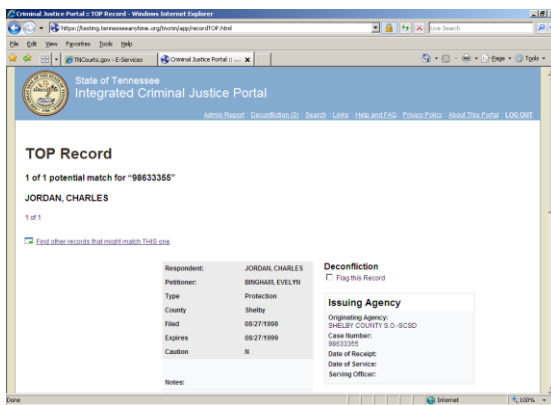 Criminal Justice Portal :: TOP Record - Windows Internet Explorer
https://testing.tennesseeanytime.org/tncrim/app/recordTOP.html
Live Search
File Edit View Favorites Tools Help
TNCourts.gov - E-Services
Criminal Justice Portal :: ...
Page Tools
State of Tennessee
Integrated Criminal Justice Portal
Admin Report :: Deconfliction (0) :: Search :: Links :: Help and FAQ :: Privacy Policy :: About This Portal :: LOG OUT
TOP Record
1 of 1 potential match for "98633355"
JORDAN, CHARLES
1 of 1
Find other records that might match THIS one
Respondent: JORDAN, CHARLES
Petitioner: BINGHAM, EVELYN
Type Protection
County Shelby
Filed 08/27/1998
Expires 08/27/1999
Caution N
Notes:
Deconfliction
Flag this Record
Issuing Agency
Originating Agency:
SHELBY COUNTY S.O.-SCSD
Case Number:
98633355
Date of Receipt:
Date of Service:
Serving Officer:
Done
Internet
100%